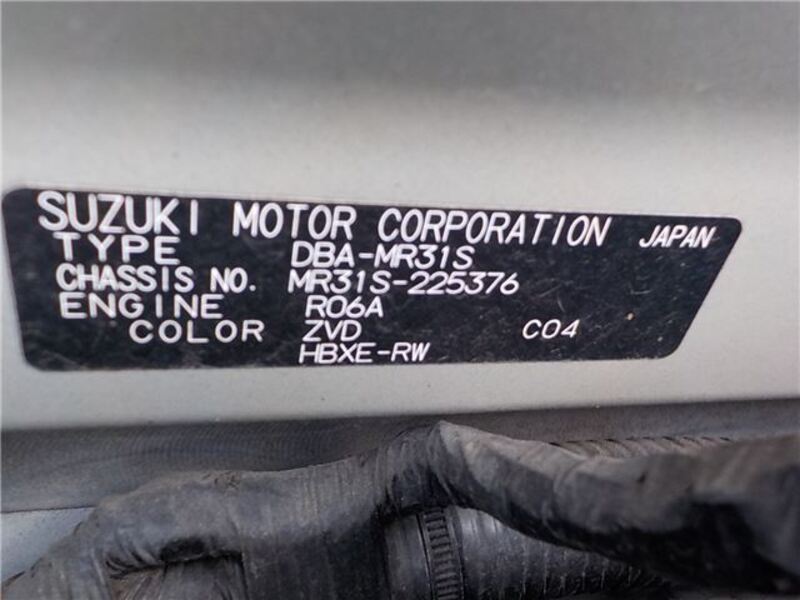 SUZUKI MOTOR CORPORATION JAPAN
TYPE DBA-MR31S
CHASSIS NO. MR31S-225376
ENGINE R06A
COLOR ZVD C04
HBXE-RW